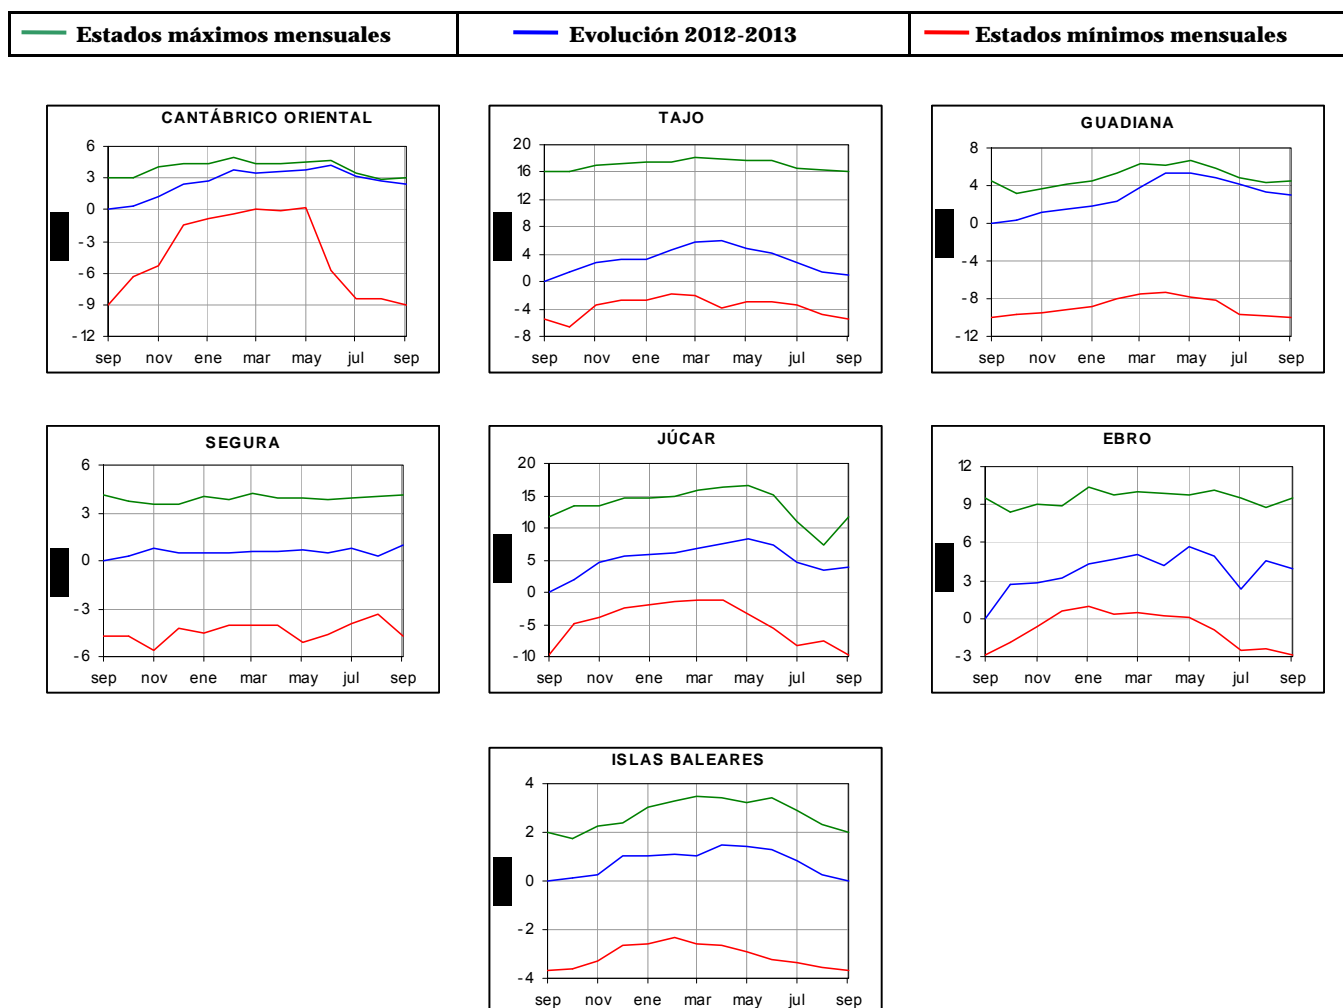 Estados máximos mensuales Evolución 2012-2013 Estados mínimos mensuales
CANTÁBRICO ORIENTAL
6
3
0
-3
-6
-9
-12
sep nov ene mar may jul sep
TAJO
20
16
12
8
4
0
-4
-8
sep nov ene mar may jul sep
GUADIANA
8
4
0
-4
-8
-12
sep nov ene mar may jul sep
SEGURA
6
3
0
-3
-6
sep nov ene mar may jul sep
JÚCAR
20
15
10
5
0
-5
-10
sep nov ene mar may jul sep
EBRO
12
9
6
3
0
-3
sep nov ene mar may jul sep
ISLAS BALEARES
4
2
0
-2
-4
sep nov ene mar may jul sep